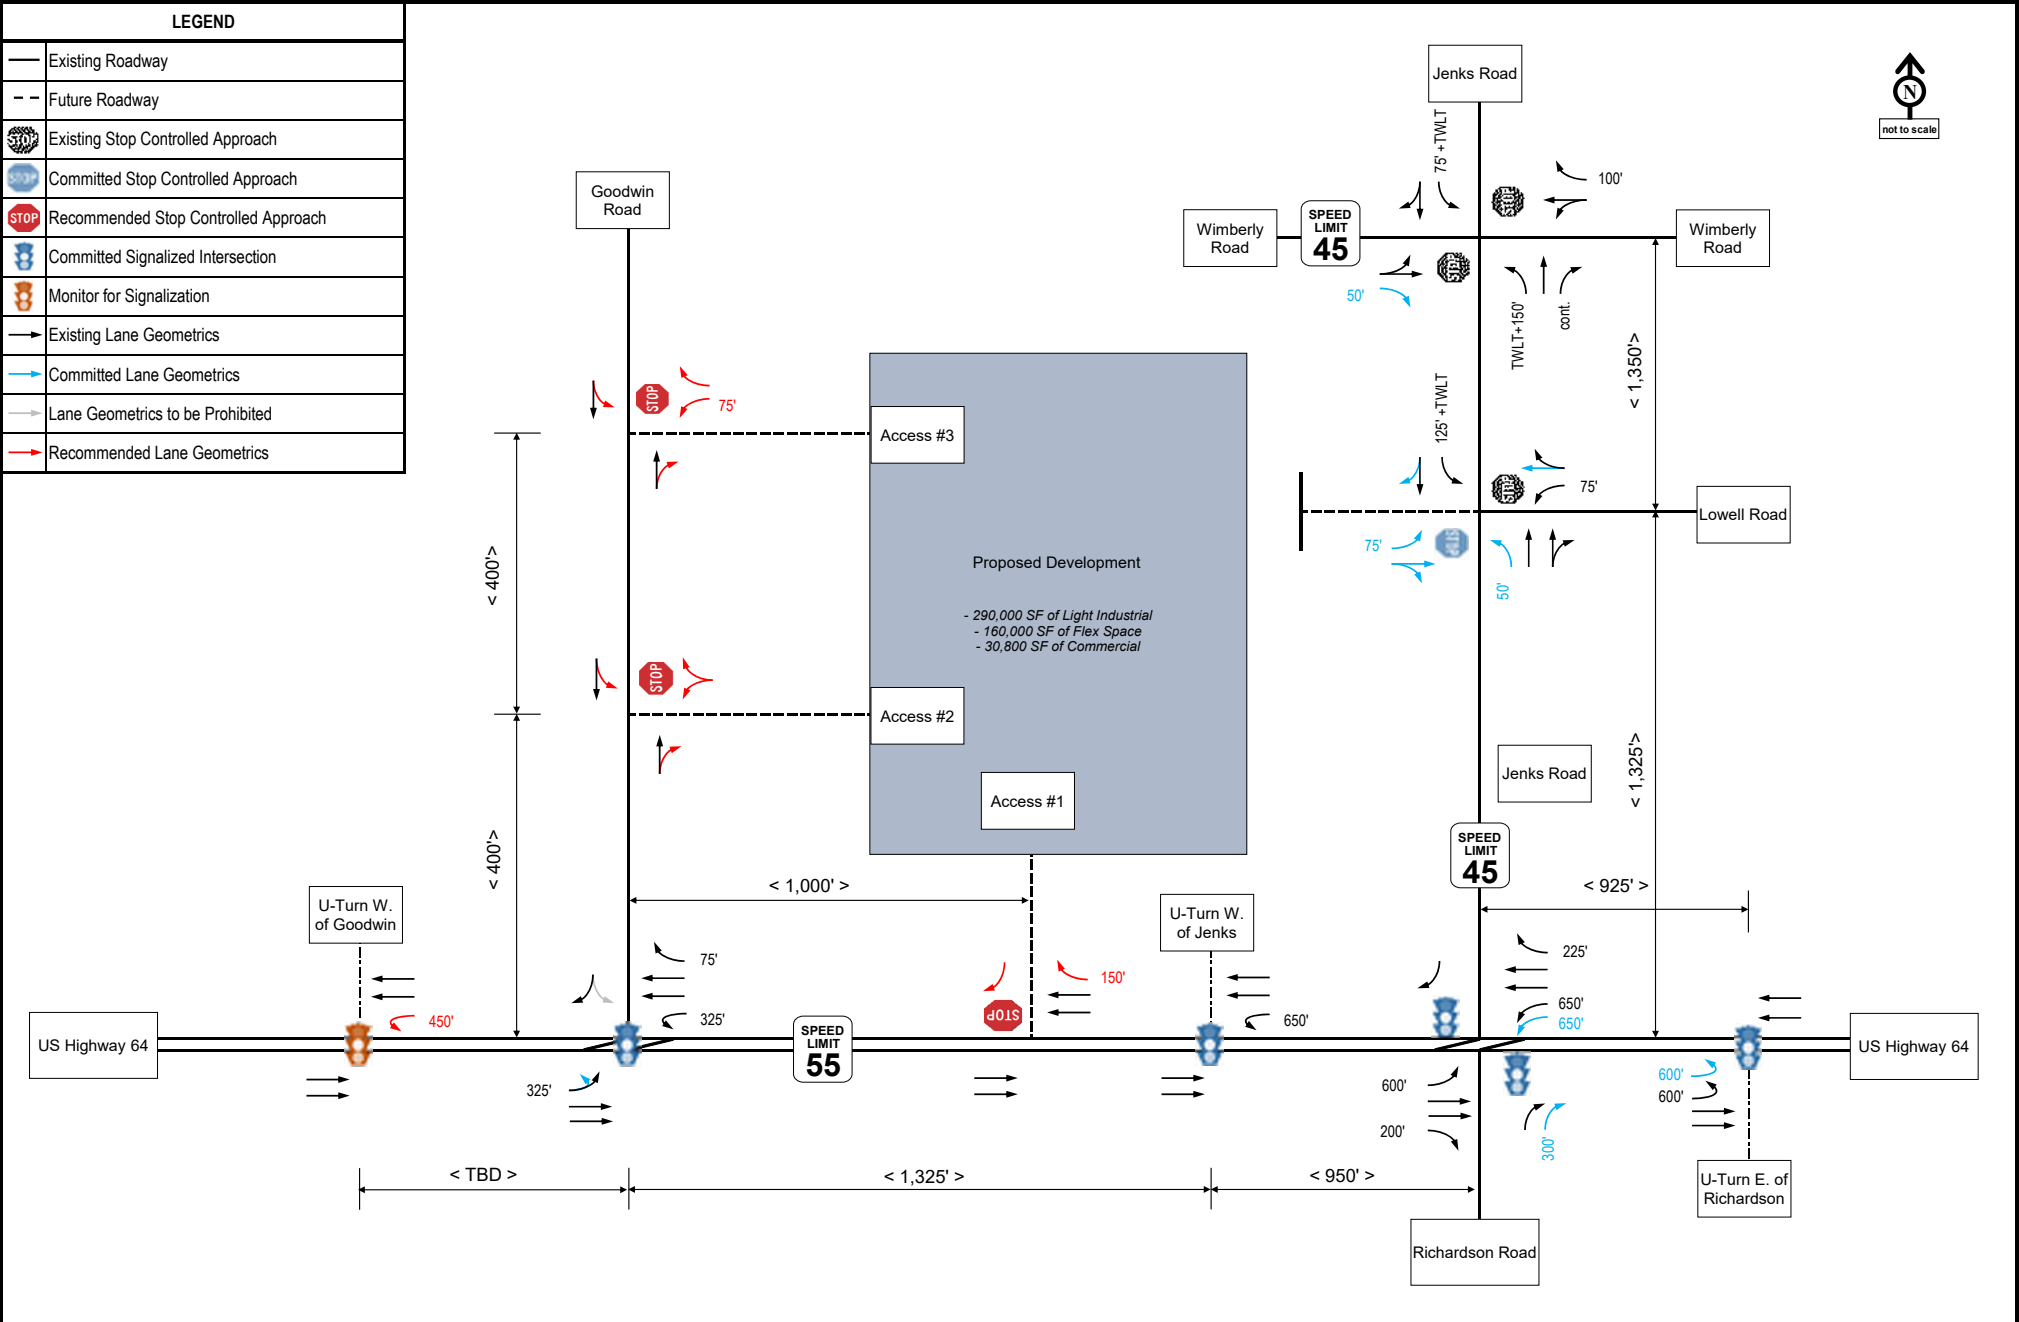 LEGEND
Existing Roadway
Future Roadway
STOP
Existing Stop Controlled Approach
STOP
Committed Stop Controlled Approach
STOP
Recommended Stop Controlled Approach
Committed Signalized Intersection
Monitor for Signalization
Existing Lane Geometrics
Committed Lane Geometrics
Lane Geometrics to be Prohibited
Recommended Lane Geometrics
Jenks Road
N
not to scale
75' +TWLT
100'
Goodwin
Road
Wimberly
Road
SPEED
LIMIT
45
Wimberly
Road
50'
TWLT+150'
cont.
< 1,350'>
STOP
75'
125' +TWLT
Access #3
75'
Lowell Road
75'
STOP
50'
< 400'>
Proposed Development
- 290,000 SF of Light Industrial
- 160,000 SF of Flex Space
- 30,800 SF of Commercial
STOP
Access #2
Jenks Road
< 1,325'>
Access #1
SPEED
LIMIT
45
< 400'>
< 1,000' >
< 925' >
U-Turn W.
of Goodwin
U-Turn W.
of Jenks
75'
225'
150'
450'
325'
STOP
650'
650'
650'
US Highway 64
SPEED
LIMIT
55
US Highway 64
325'
600'
600'
600'
200'
300'
< TBD >
< 1,325' >
< 950' >
U-Turn E. of
Richardson
Richardson Road